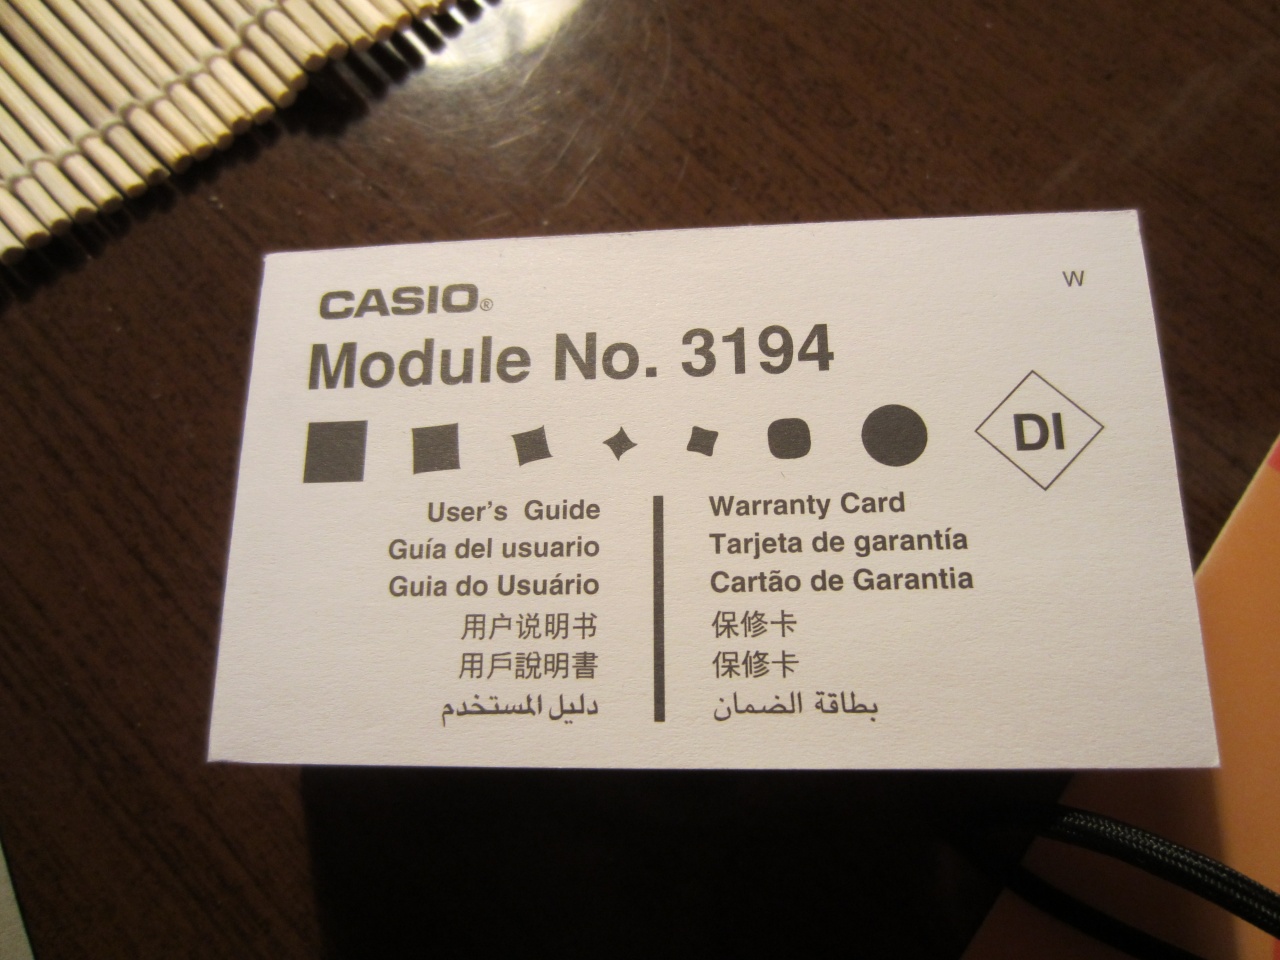 CASIO®
W
Module No. 3194
DI
User's Guide
Guía del usuario
Guia do Usuário
用户说明书
用戶說明書
دليل المستخدم
Warranty Card
Tarjeta de garantía
Cartão de Garantia
保修卡
保修卡
بطاقة الضمان